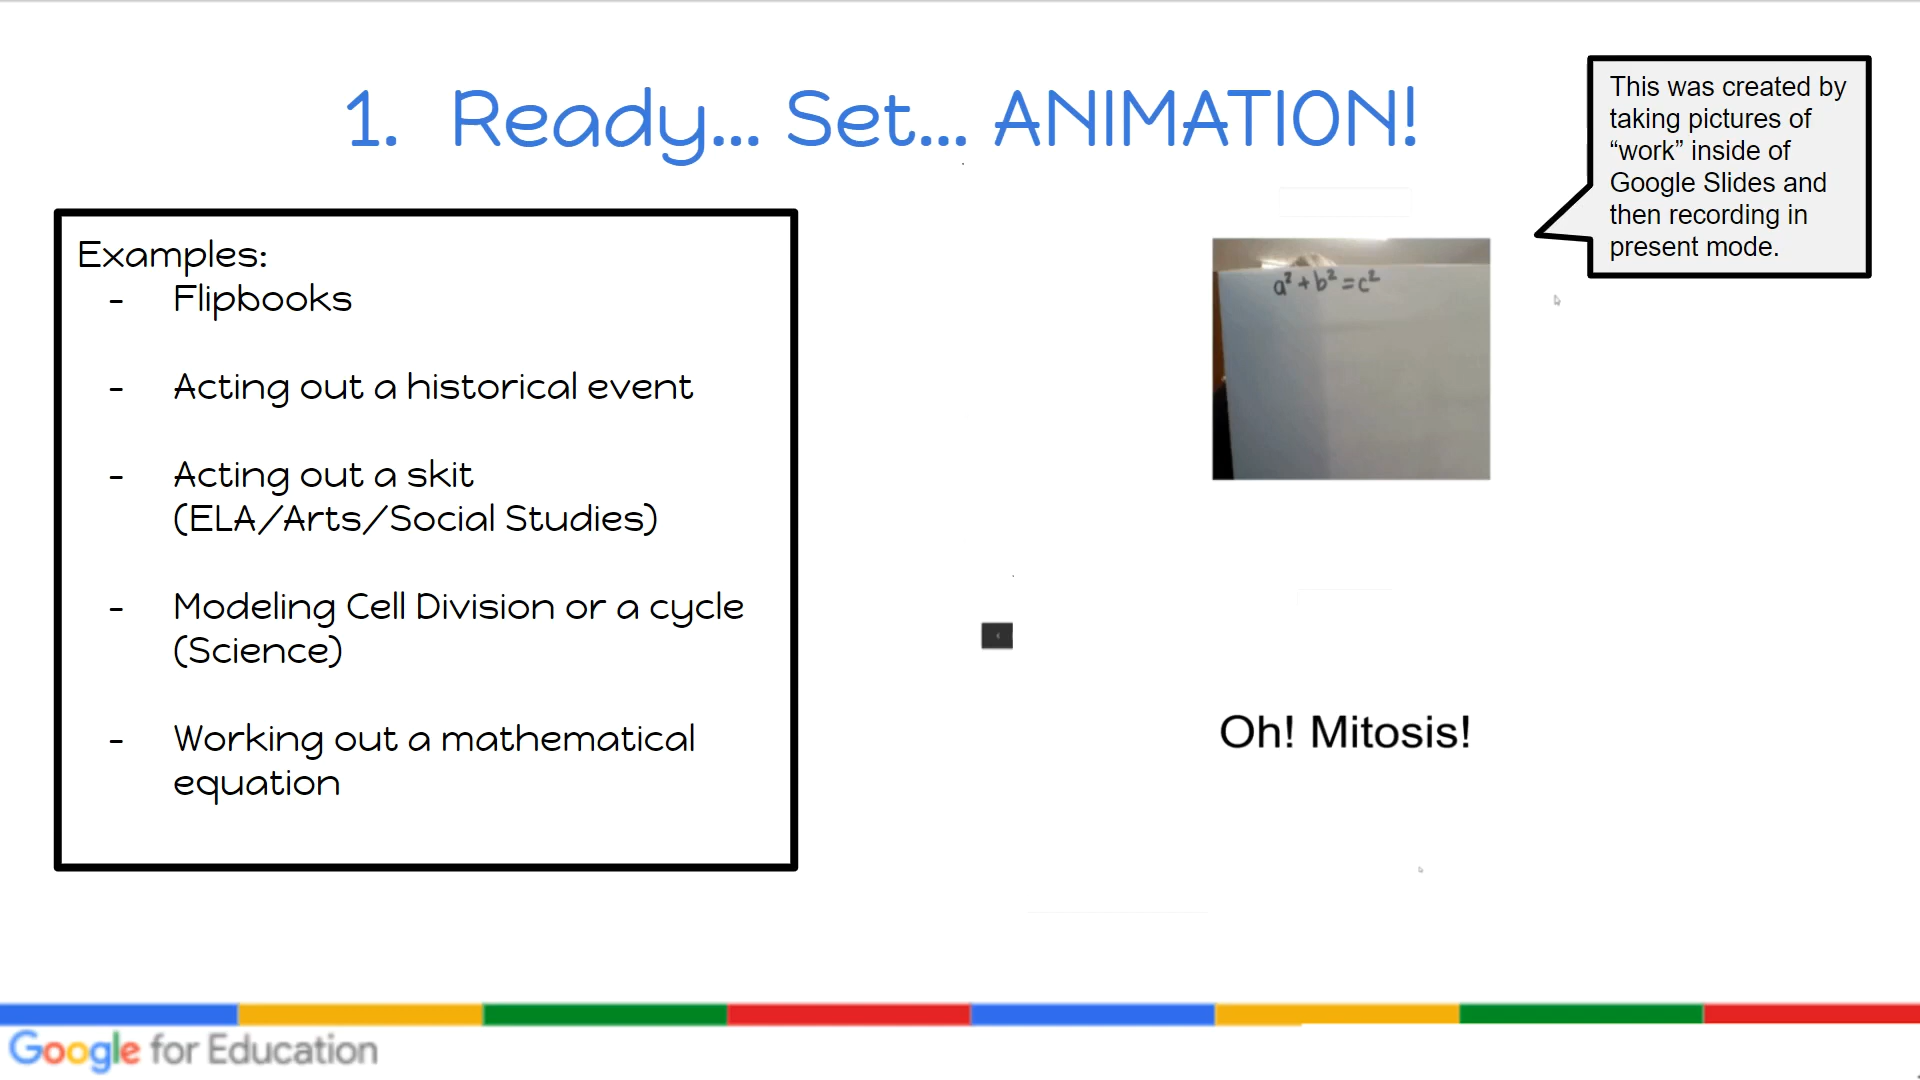 1. Ready... Set... ANIMATION!
This was created by
taking pictures of
“work” inside of
Google Slides and
then recording in
present mode.
Examples:
- Flipbooks
- Acting out a historical event
- Acting out a skit
(ELA/Arts/Social Studies)
- Modeling Cell Division or a cycle
(Science)
- Working out a mathematical
equation
a² + b² = c²
Oh! Mitosis!
Google for Education